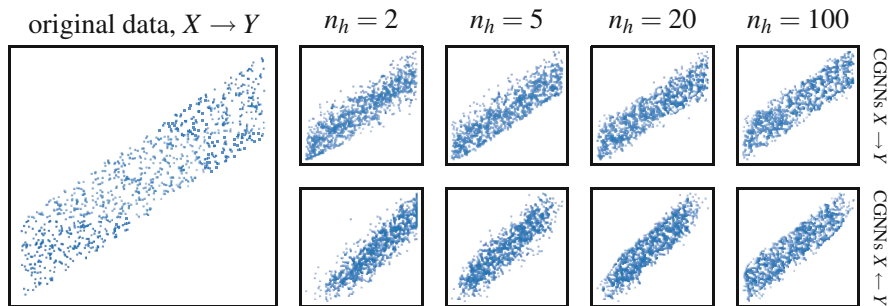 original data, X → Y
n_h = 2
n_h = 5
n_h = 20
n_h = 100
CGNNs X → Y
CGNNs X ← Y